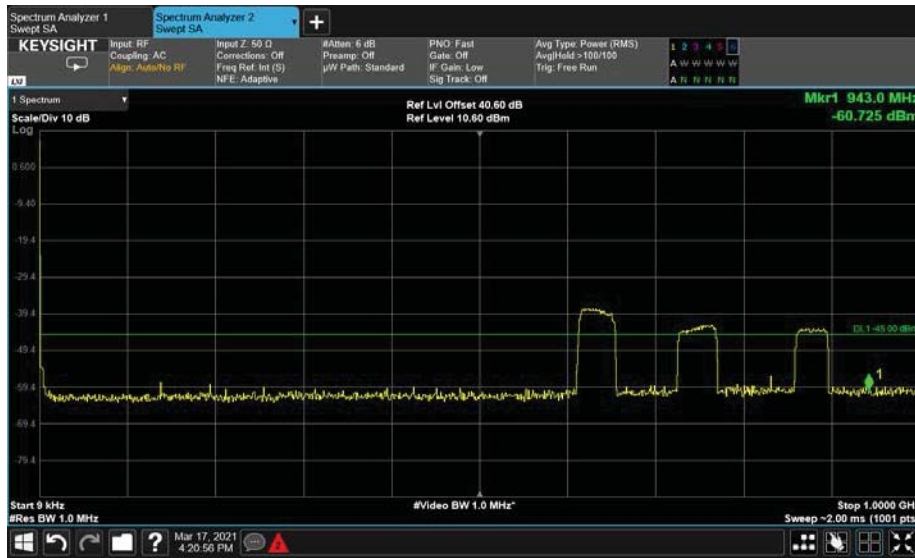 Spectrum Analyzer 1
Swept SA
Spectrum Analyzer 2
Swept SA
KEYSIGHT
Input: RF
Coupling: AC
Align: Auto/No RF
Input Z: 50 Ω
Corrections: Off
Freq Ref: Int (S)
NFE: Adaptive
#Atten: 6 dB
Preamp: Off
µW Path: Standard
PNO: Fast
Gate: Off
IF Gain: Low
Sig Track: Off
Avg Type: Power (RMS)
Avg|Hold >100/100
Trig: Free Run
1 2 3 4 5 6
A W W W W W
A N N N N N
LXI
1 Spectrum
Scale/Div 10 dB
Log
Ref Lvl Offset 40.60 dB
Ref Level 10.60 dBm
Mkr1 943.0 MHz
-60.725 dBm
0.600
-9.40
-19.4
-29.4
-39.4
DL1 -45.00 dBm
-49.4
-59.4
1
-69.4
-79.4
Start 9 kHz
#Res BW 1.0 MHz
#Video BW 1.0 MHz*
Stop 1.0000 GH
Sweep ~2.00 ms (1001 pts
?
Mar 17, 2021
4:20:56 PM